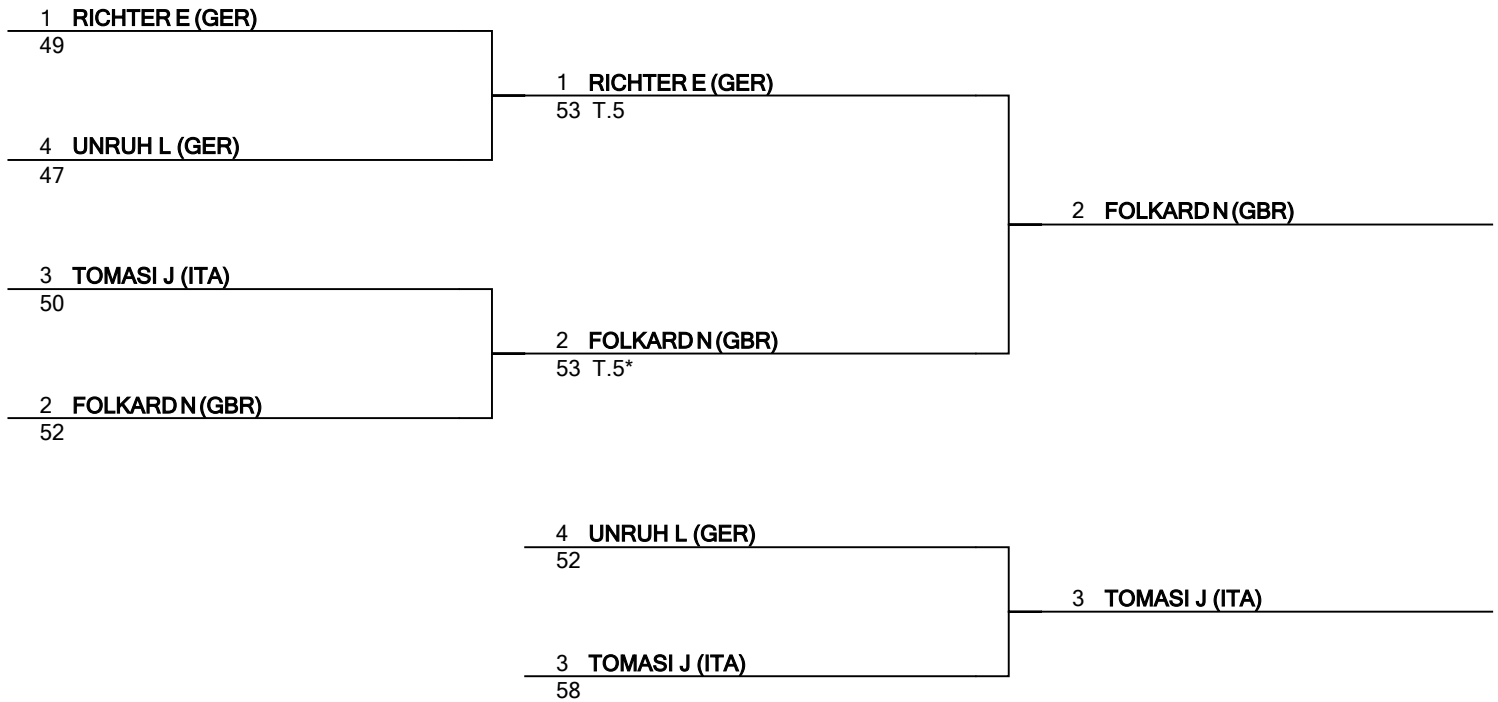 1 RICHTER E (GER)
49
4 UNRUH L (GER)
47
3 TOMASI J (ITA)
50
2 FOLKARD N (GBR)
52
1 RICHTER E (GER)
53 T.5
2 FOLKARD N (GBR)
53 T.5*
2 FOLKARD N (GBR)
4 UNRUH L (GER)
52
3 TOMASI J (ITA)
58
3 TOMASI J (ITA)